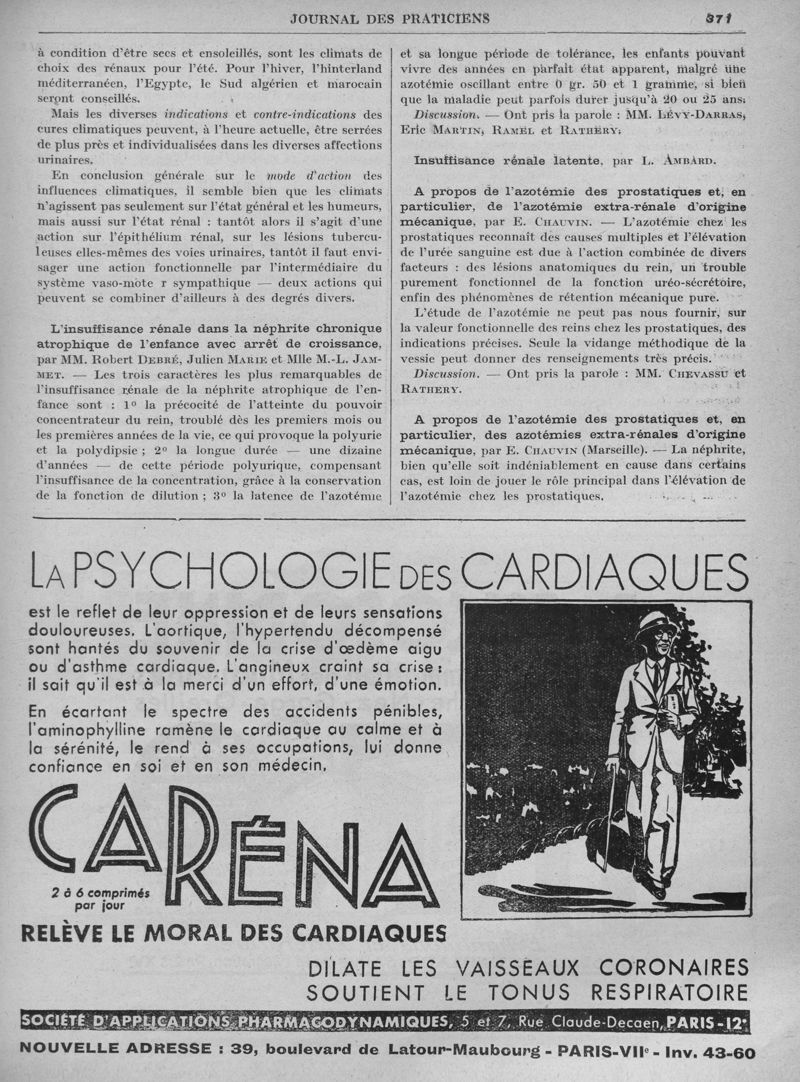 JOURNAL DES PRATICIENS 371
à condition d'être secs et ensoleillés, sont les climats de
choix des rénaux pour l'été. Pour l'hiver, l'hinterland
méditerranéen, l'Egypte, le Sud algérien et marocain
seront conseillés.
Mais les diverses indications et contre-indications des
cures climatiques peuvent, à l'heure actuelle, être serrées
de plus près et individualisées dans les diverses affections
urinaires.
En conclusion générale sur le mode d'action des
influences climatiques, il semble bien que les climats
n'agissent pas seulement sur l'état général et les humeurs,
mais aussi sur l'état rénal : tantôt alors il s'agit d'une
action sur l'épithélium rénal, sur les lésions tubercu-
leuses elles-mêmes des voies urinaires, tantôt il faut envi-
sager une action fonctionnelle par l'intermédiaire du
système vaso-mote r sympathique — deux actions qui
peuvent se combiner d'ailleurs à des degrés divers.
L'insuffisance rénale dans la néphrite chronique
atrophique de l'enfance avec arrêt de croissance,
par MM. Robert DEBRÉ, Julien MARIE et Mlle M.-L. JAM-
MET. — Les trois caractères les plus remarquables de
l'insuffisance rénale de la néphrite atrophique de l'en-
fance sont : 1º la précocité de l'atteinte du pouvoir
concentrateur du rein, troublé dès les premiers mois ou
les premières années de la vie, ce qui provoque la polyurie
et la polydipsie ; 2º la longue durée — une dizaine
d'années — de cette période polyurique, compensant
l'insuffisance de la concentration, grâce à la conservation
de la fonction de dilution ; 3º la latence de l'azotémie
et sa longue période de tolérance, les enfants pouvant
vivre des années en parfait état apparent, malgré une
azotémie oscillant entre 0 gr. 50 et 1 gramme, si bien
que la maladie peut parfois durer jusqu'à 20 ou 25 ans.
Discussion. — Ont pris la parole : MM. LÉVY-DARRAS,
Eric MARTIN, RAMEL et RATHERY.
Insuffisance rénale latente, par L. AMBARD.
A propos de l'azotémie des prostatiques et, en
particulier, de l'azotémie extra-rénale d'origine
mécanique, par E. CHAUVIN. — L'azotémie chez les
prostatiques reconnaît des causes multiples et l'élévation
de l'urée sanguine est due à l'action combinée de divers
facteurs : des lésions anatomiques du rein, un trouble
purement fonctionnel de la fonction uréo-sécrétoire,
enfin des phénomènes de rétention mécanique pure.
L'étude de l'azotémie ne peut pas nous fournir, sur
la valeur fonctionnelle des reins chez les prostatiques, des
indications précises. Seule la vidange méthodique de la
vessie peut donner des renseignements très précis.
Discussion. — Ont pris la parole : MM. CHEVASSU et
RATHERY.
A propos de l'azotémie des prostatiques et, en
particulier, des azotémies extra-rénales d'origine
mécanique, par E. CHAUVIN (Marseille). — La néphrite,
bien qu'elle soit indéniablement en cause dans certains
cas, est loin de jouer le rôle principal dans l'élévation de
l'azotémie chez les prostatiques.
LA PSYCHOLOGIE DES CARDIAQUES
est le reflet de leur oppression et de leurs sensations
douloureuses. L'aortique, l'hypertendu décompensé
sont hantés du souvenir de la crise d'œdème aigu
ou d'asthme cardiaque. L'angineux craint sa crise :
il sait qu'il est à la merci d'un effort, d'une émotion.
En écartant le spectre des accidents pénibles,
l'aminophylline ramène le cardiaque au calme et à
la sérénité, le rend à ses occupations, lui donne
confiance en soi et en son médecin.
CARÉNA
2 à 6 comprimés
par jour
RELÈVE LE MORAL DES CARDIAQUES
DILATE LES VAISSEAUX CORONAIRES
SOUTIENT LE TONUS RESPIRATOIRE
SOCIÉTÉ D'APPLICATIONS PHARMACODYNAMIQUES, 5 et 7, Rue Claude-Decaen, PARIS-12e
NOUVELLE ADRESSE : 39, boulevard de Latour-Maubourg - PARIS-VIIe - Inv. 43-60